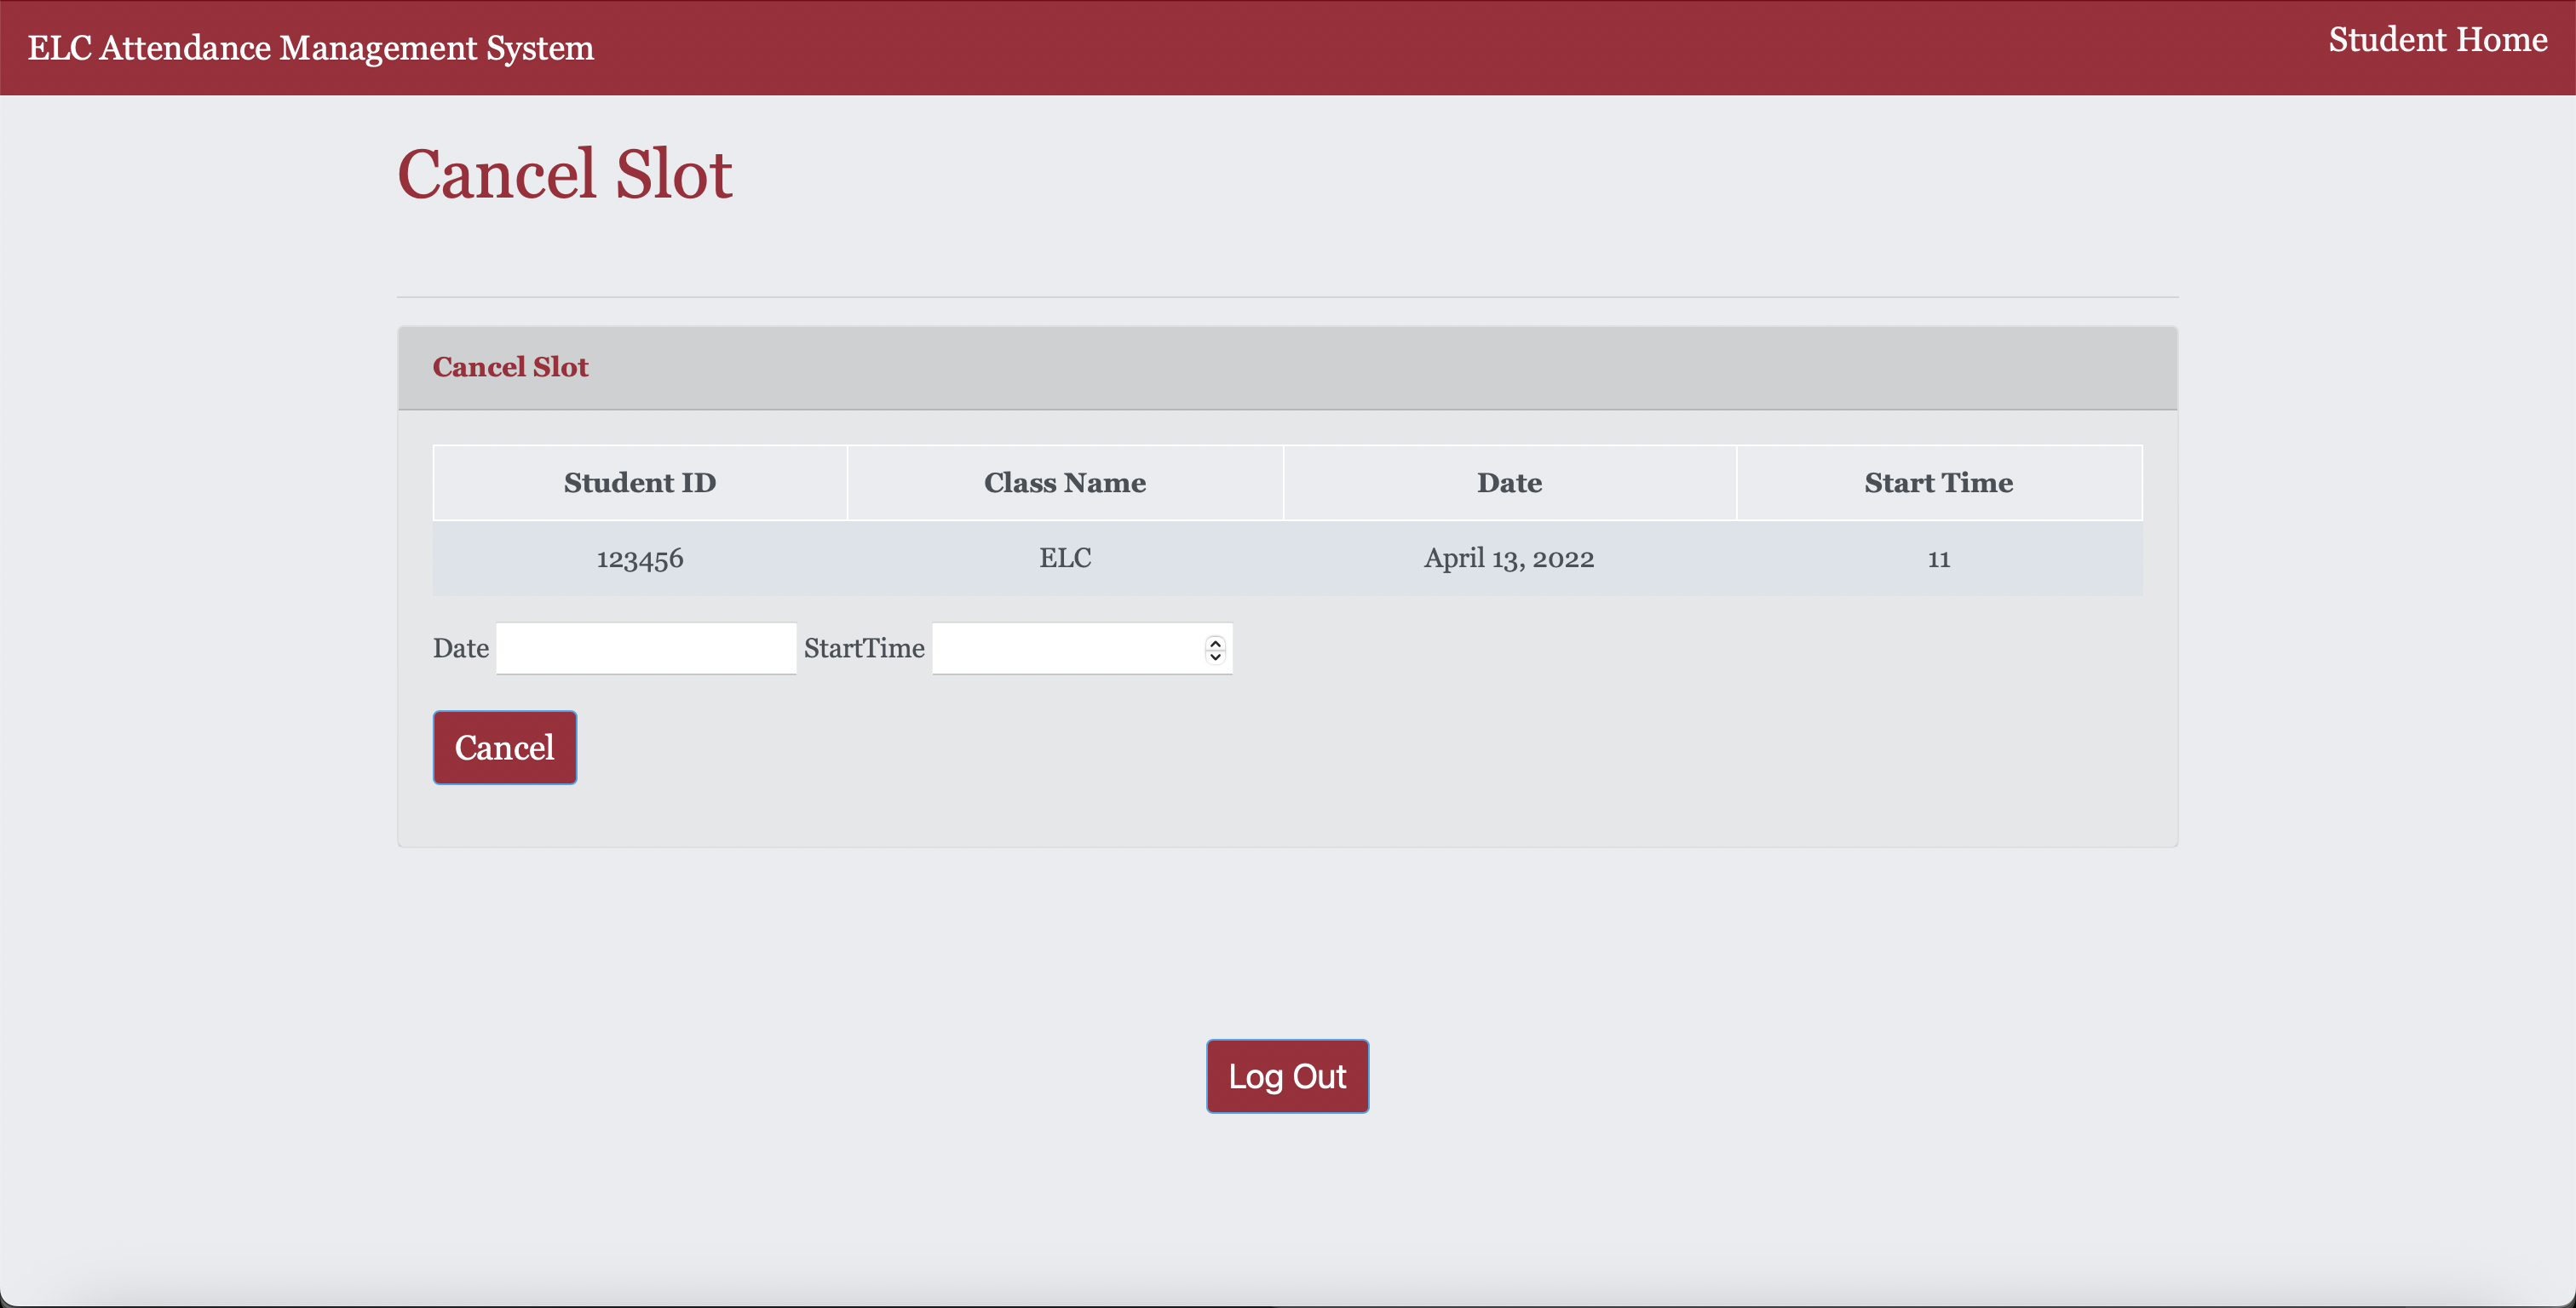 ELC Attendance Management System
Student Home
Cancel Slot
Cancel Slot
Student ID Class Name Date Start Time
123456 ELC April 13, 2022 11
Date StartTime
Cancel
Log Out